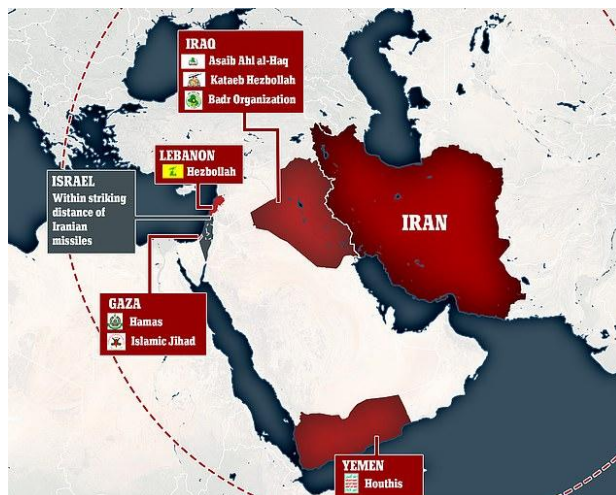 IRAQ
Asaib Ahl al-Haq
Kataeb Hezbollah
Badr Organization
LEBANON
Hezbollah
ISRAEL
Within striking
distance of
Iranian
missiles
IRAN
GAZA
Hamas
Islamic Jihad
YEMEN
Houthis